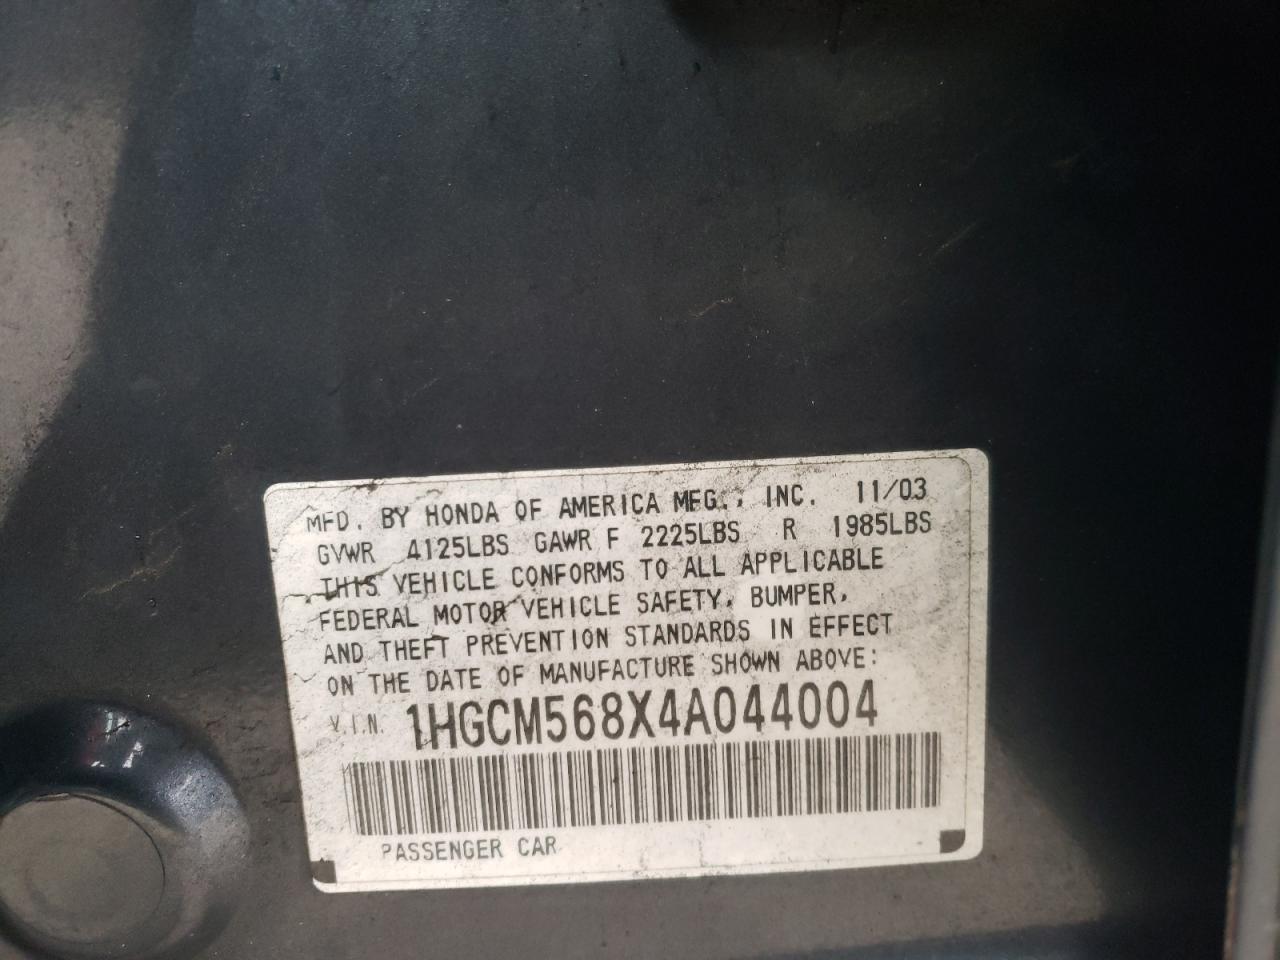 MFD. BY HONDA OF AMERICA MFG., INC. 11/03
GVWR 4125LBS GAWR F 2225LBS R 1985LBS
THIS VEHICLE CONFORMS TO ALL APPLICABLE
FEDERAL MOTOR VEHICLE SAFETY, BUMPER,
AND THEFT PREVENTION STANDARDS IN EFFECT
ON THE DATE OF MANUFACTURE SHOWN ABOVE:
V.I.N. 1HGCM568X4A044004
PASSENGER CAR